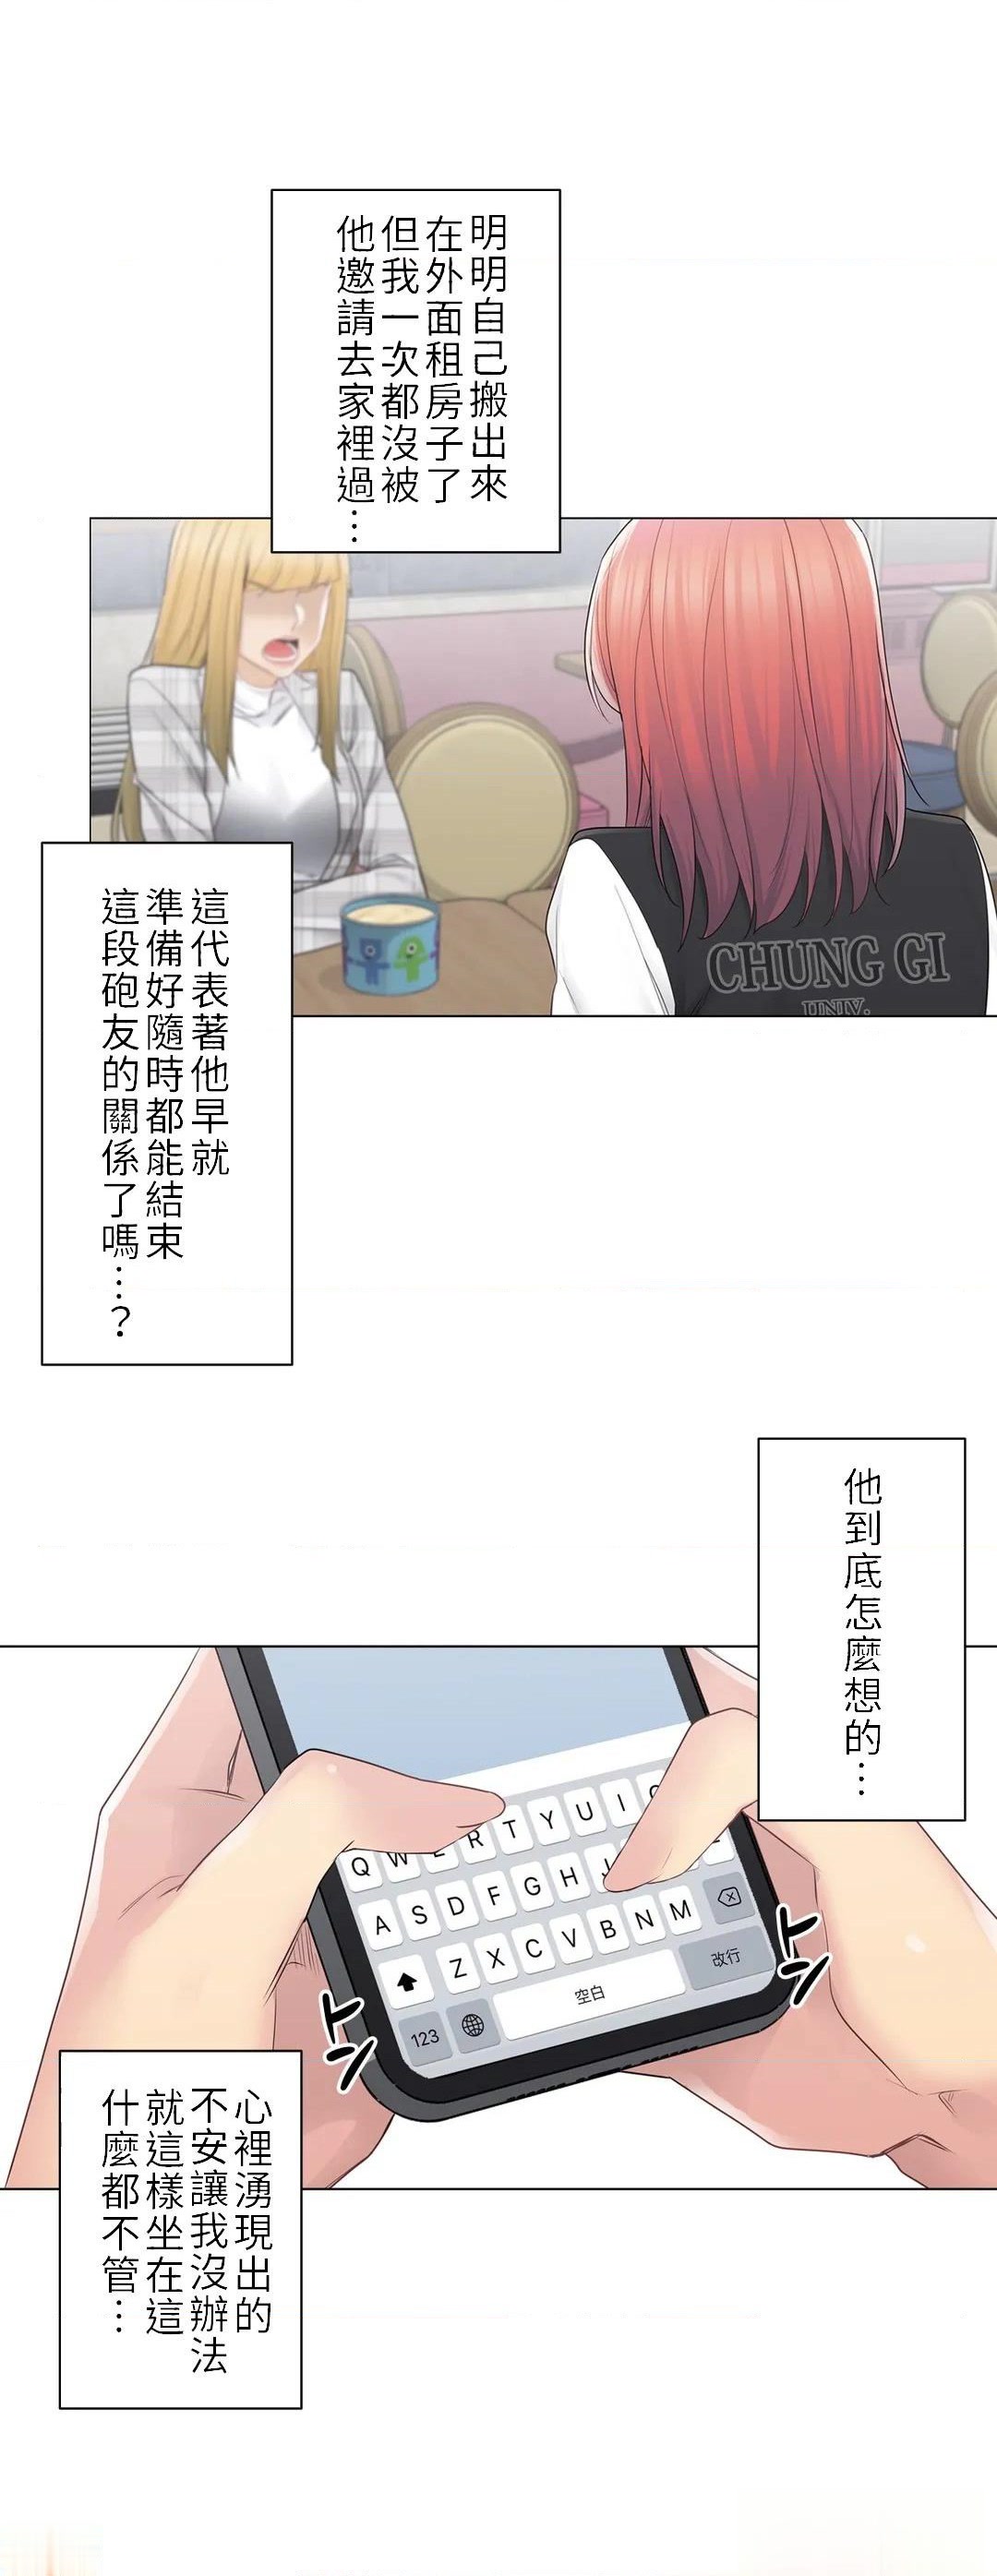 明明自己搬出來
在外面租房子了
但我一次都沒被
他邀請去家裡過…
CHUNG GI
UNIV.
這代表著他早就
準備好隨時都能結束
這段砲友的關係了嗎…?
他到底怎麼想的…
Q W E R T Y U I
A S D F G H J
Z X C V B N M
123 空白 改行
ト
ン
ト
ン
心裡湧現出的
不安讓我沒辦法
就這樣坐在這
什麼都不管…